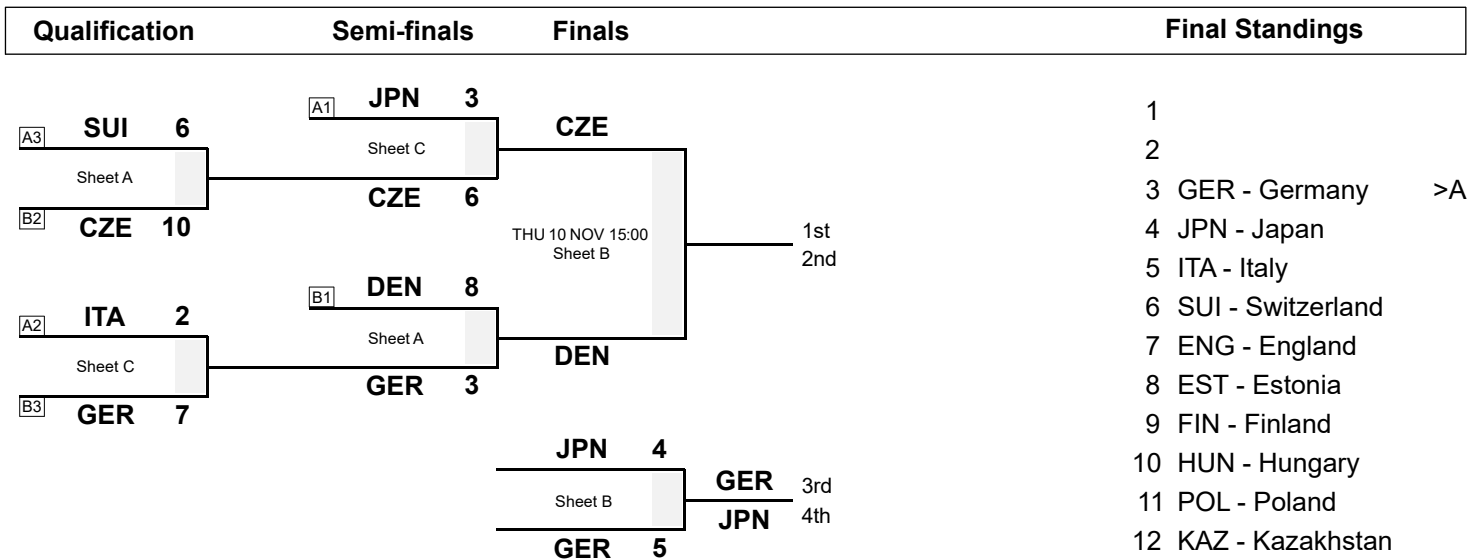 Qualification Semi-finals Finals Final Standings
A3 SUI 6
Sheet A
B2 CZE 10
A2 ITA 2
Sheet C
B3 GER 7
A1 JPN 3
Sheet C
CZE 6
B1 DEN 8
Sheet A
GER 3
CZE
THU 10 NOV 15:00
Sheet B
DEN
1st
2nd
JPN 4
Sheet B
GER 5
GER 3rd
JPN 4th
1
2
3 GER - Germany >A
4 JPN - Japan
5 ITA - Italy
6 SUI - Switzerland
7 ENG - England
8 EST - Estonia
9 FIN - Finland
10 HUN - Hungary
11 POL - Poland
12 KAZ - Kazakhstan